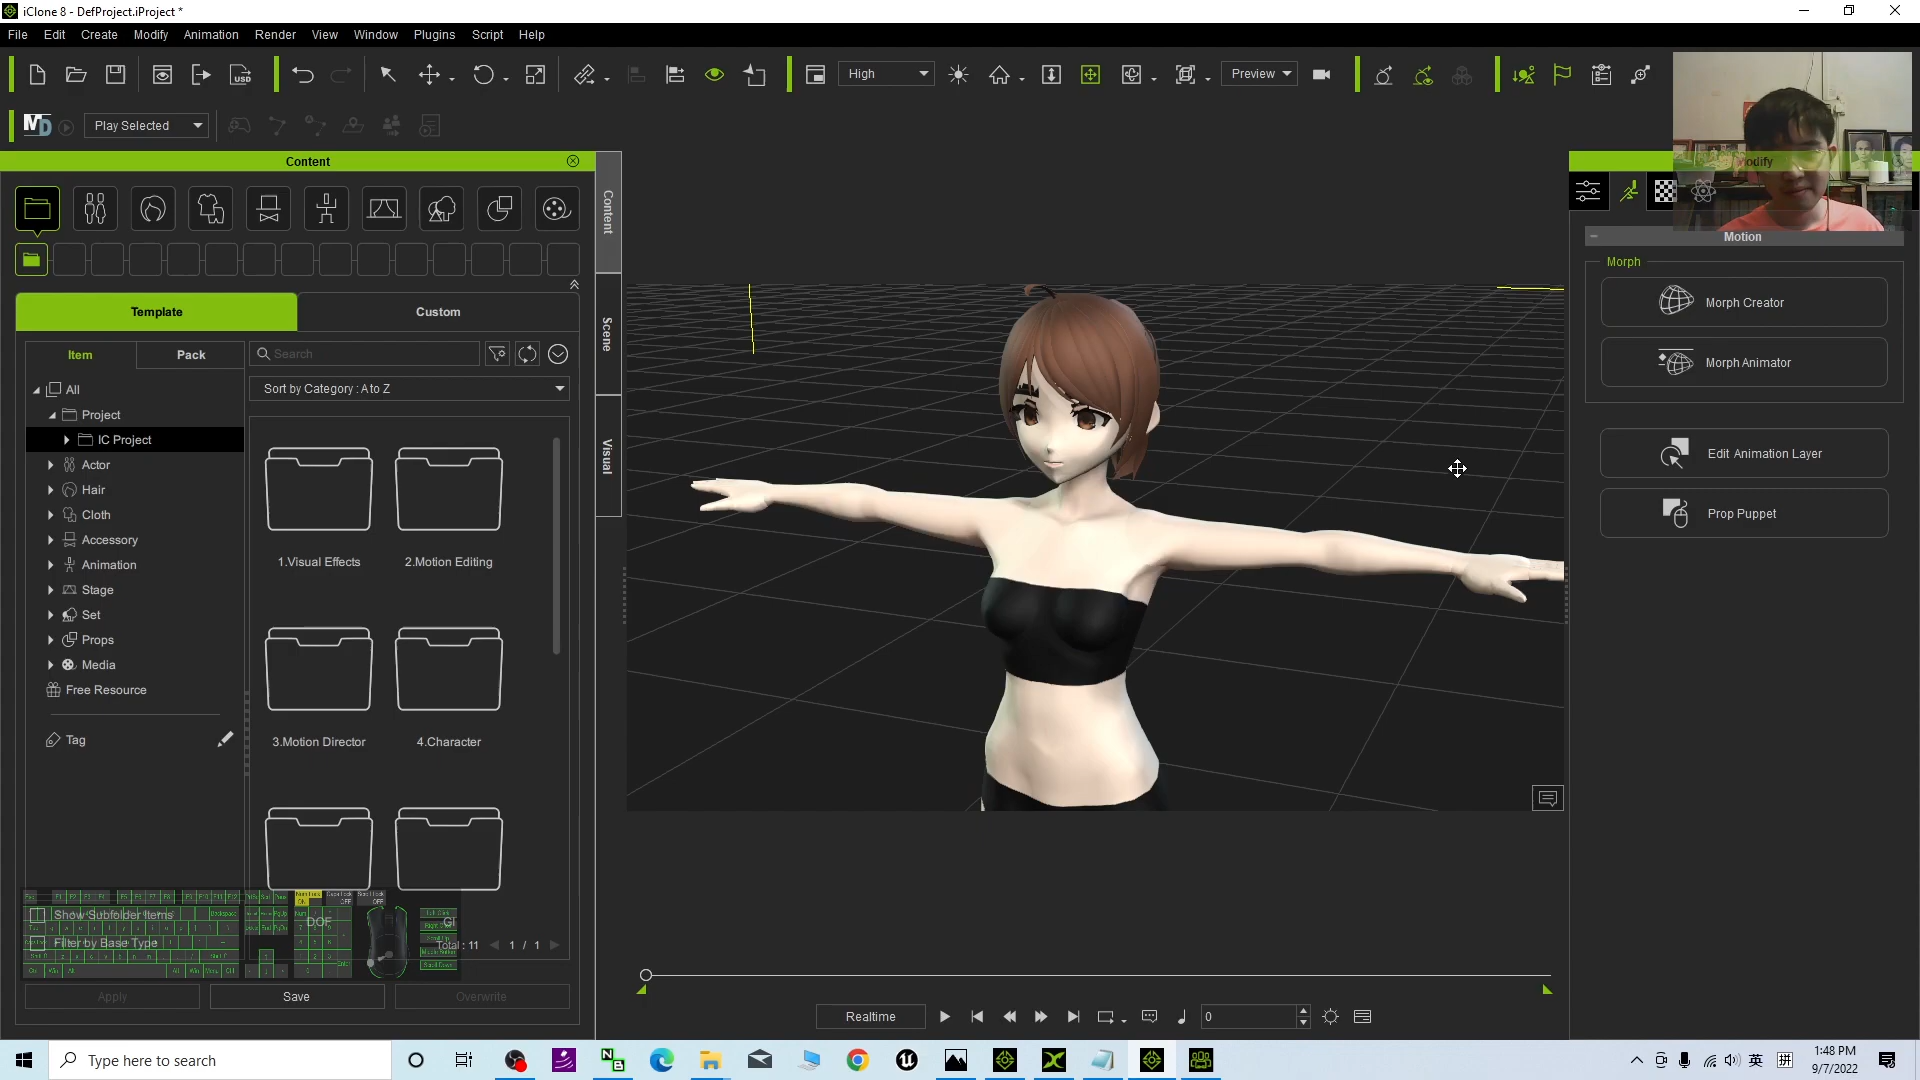 iClone 8 - DefProject.iProject *
File Edit Create Modify Animation Render View Window Plugins Script Help
High
Preview
MD
Play Selected
Content
Content
Scene
Visual
Template
Custom
Item
Pack
Search
Sort by Category : A to Z
All
Project
IC Project
Actor
Hair
Cloth
Accessory
Animation
Stage
Set
Props
Media
Free Resource
Tag
1.Visual Effects
2.Motion Editing
3.Motion Director
4.Character
DOF
GI
Show Subfolder Items
Filter by Base Type
Total : 11 1 / 1
Apply
Save
Overwrite
Modify
Motion
Morph
Morph Creator
Morph Animator
Edit Animation Layer
Prop Puppet
Realtime
0
Type here to search
英
拼
1:48 PM
9/7/2022